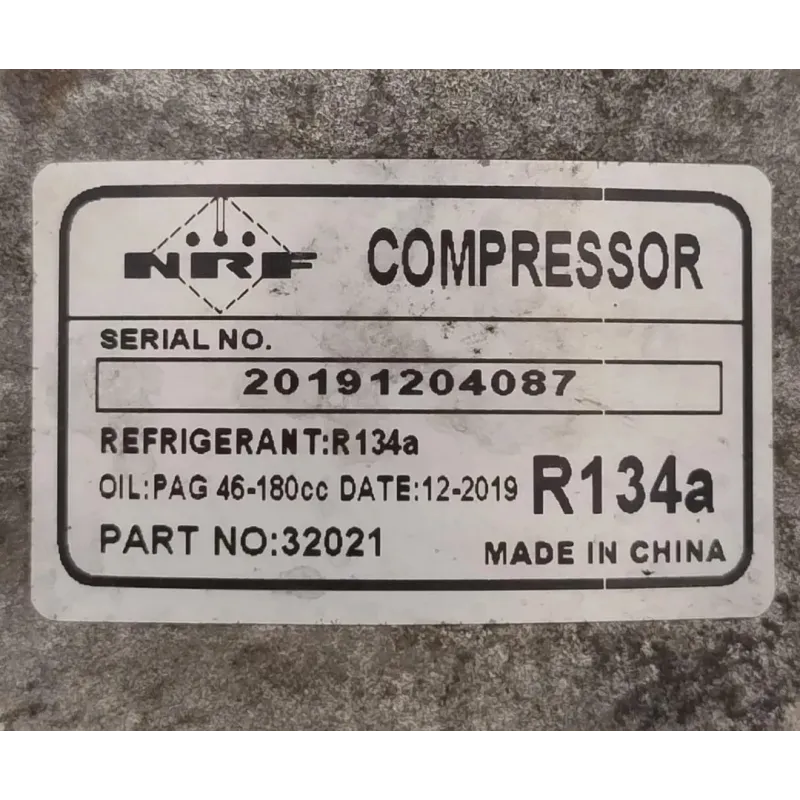 NRF COMPRESSOR
SERIAL NO.
20191204087
REFRIGERANT:R134a
OIL:PAG 46-180cc DATE:12-2019 R134a
PART NO:32021 MADE IN CHINA